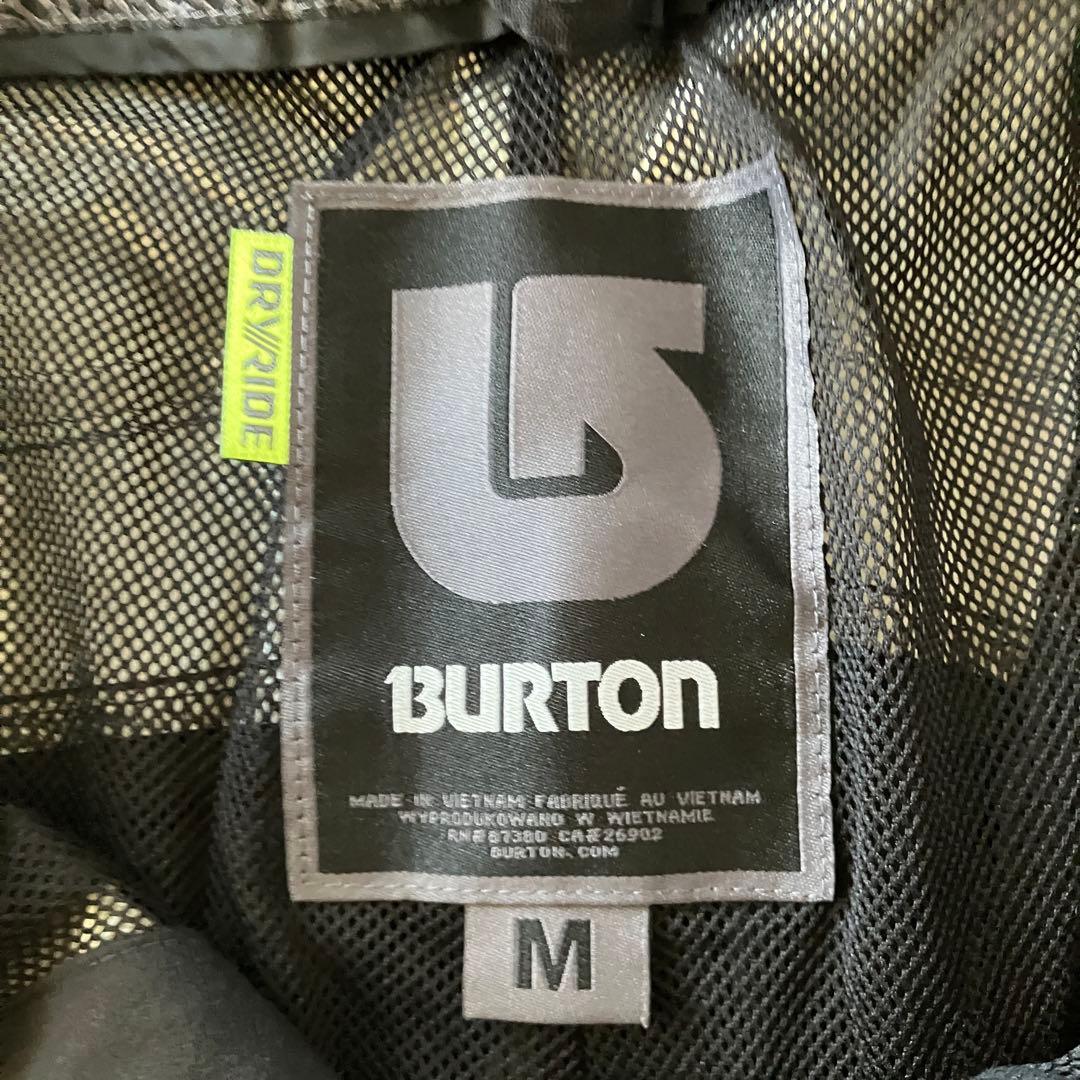 DRY//RIDE
BURTON
MADE IN VIETNAM FABRIQUÉ AU VIETNAM
WYPRODUKOWANO W WIETNAMIE
RN#87380 CA#26902
BURTON.COM
M